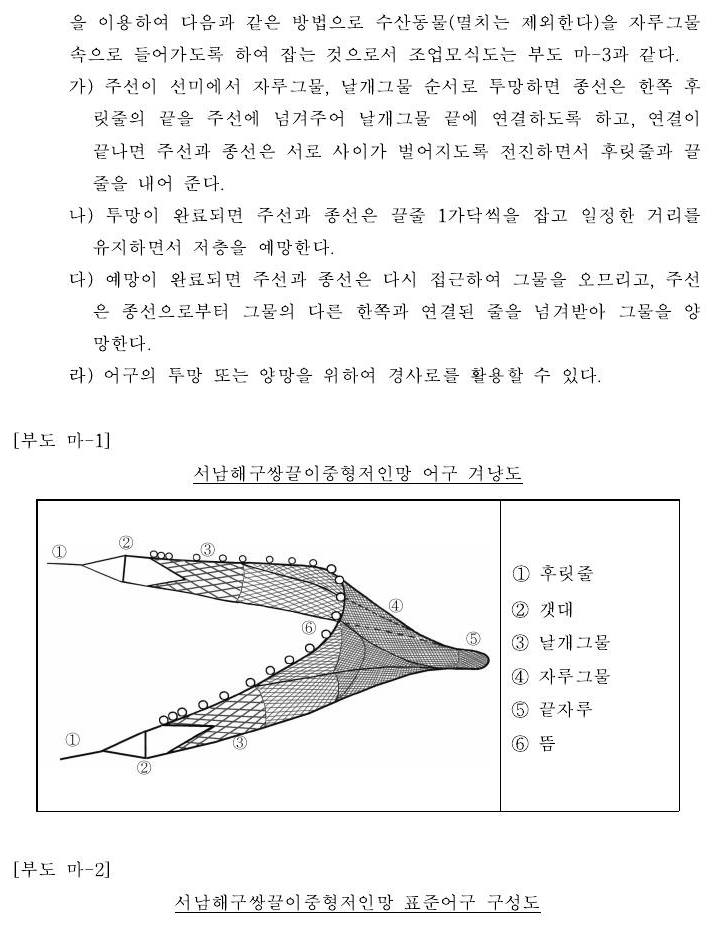 을 이용하여 다음과 같은 방법으로 수산동물(멸치는 제외한다)을 자루그물
속으로 들어가도록 하여 잡는 것으로서 조업모식도는 부도 마-3과 같다.
가) 주선이 선미에서 자루그물, 날개그물 순서로 투망하면 종선은 한쪽 후
릿줄의 끝을 주선에 넘겨주어 날개그물 끝에 연결하도록 하고, 연결이
끝나면 주선과 종선은 서로 사이가 벌어지도록 전진하면서 후릿줄과 끌
줄을 내어 준다.
나) 투망이 완료되면 주선과 종선은 끌줄 1가닥씩을 잡고 일정한 거리를
유지하면서 저층을 예망한다.
다) 예망이 완료되면 주선과 종선은 다시 접근하여 그물을 오므리고, 주선
은 종선으로부터 그물의 다른 한쪽과 연결된 줄을 넘겨받아 그물을 양
망한다.
라) 어구의 투망 또는 양망을 위하여 경사로를 활용할 수 있다.
[부도 마-1]
서남해구쌍끌이중형저인망 어구 겨냥도
① ② ③ ④ ⑤ ⑥ ① ② ③
① 후릿줄
② 갯대
③ 날개그물
④ 자루그물
⑤ 끝자루
⑥ 뜸
[부도 마-2]
서남해구쌍끌이중형저인망 표준어구 구성도